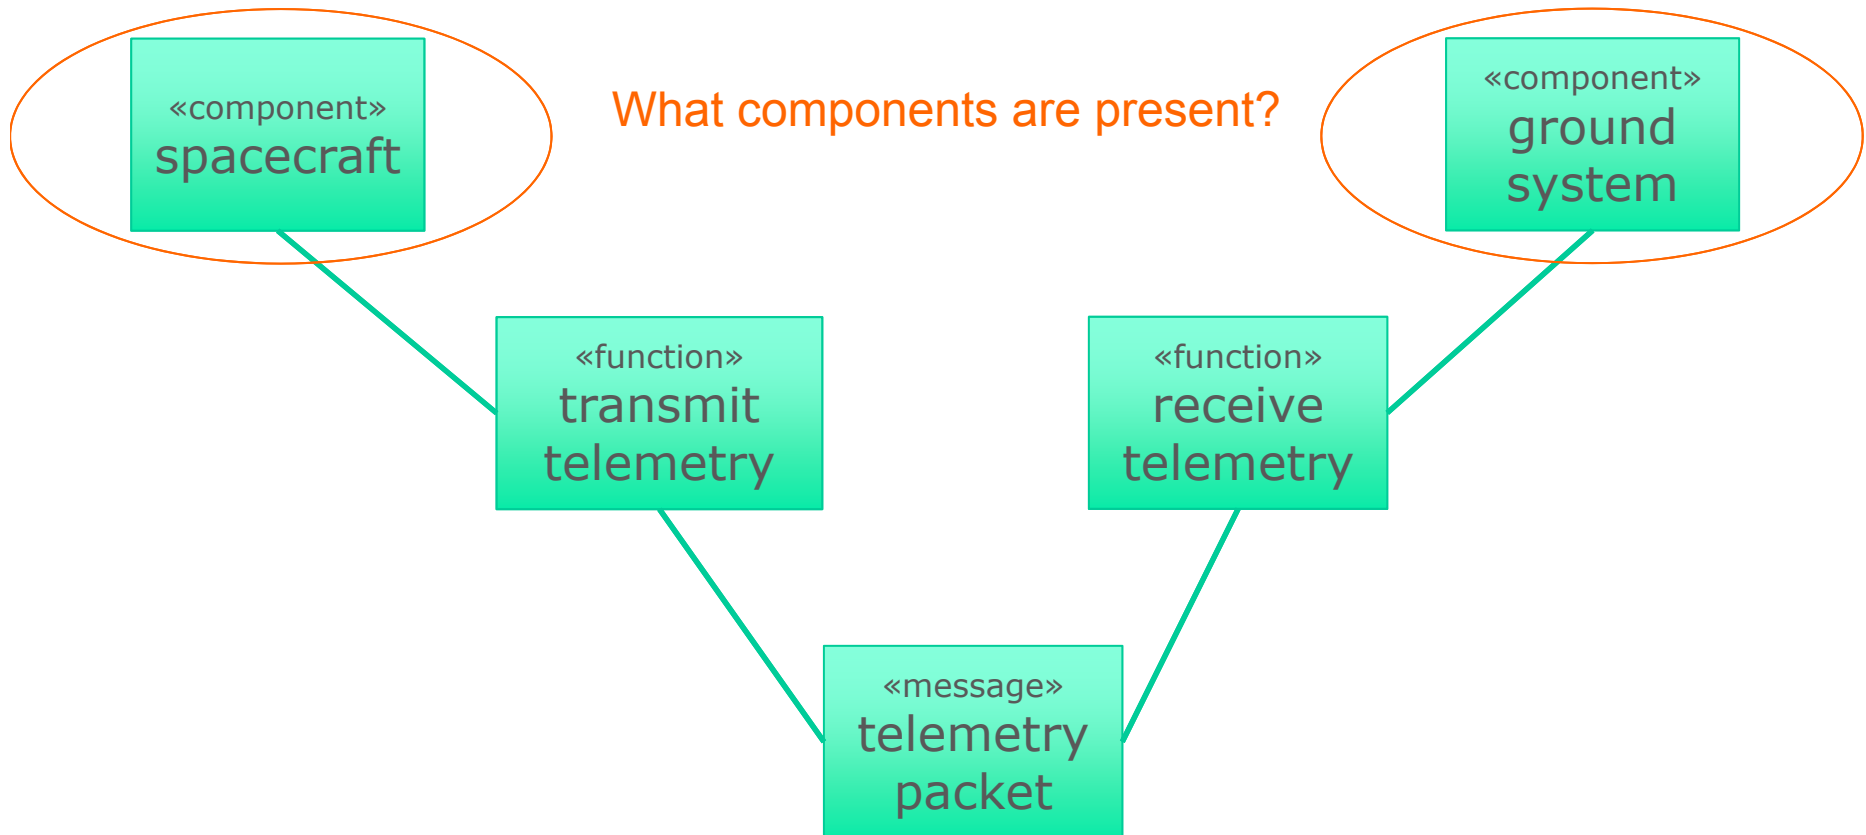 «component»
spacecraft
What components are present?
«component»
ground
system
«function»
transmit
telemetry
«function»
receive
telemetry
«message»
telemetry
packet